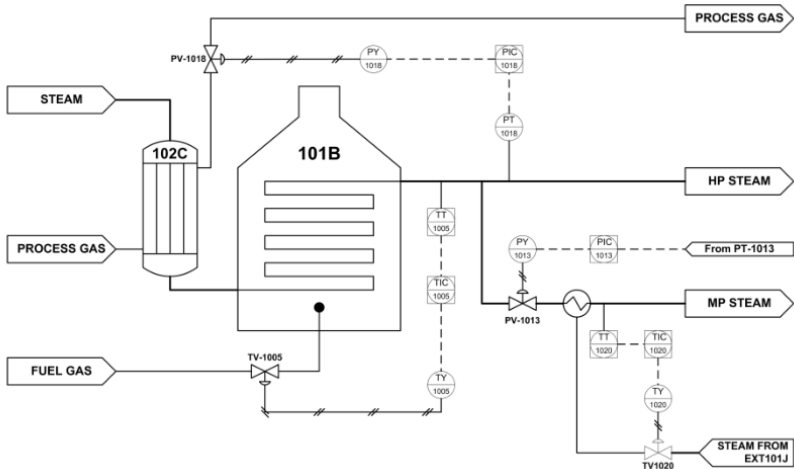 PROCESS GAS
PV-1018
PY
1018
PIC
1018
STEAM
102C
101B
PT
1018
HP STEAM
TT
1005
PROCESS GAS
PY
1013
PIC
1013
From PT-1013
TIC
1005
PV-1013
MP STEAM
TT
1020
TIC
1020
TV-1005
FUEL GAS
TY
1005
TY
1020
STEAM FROM
EXT101J
TV1020